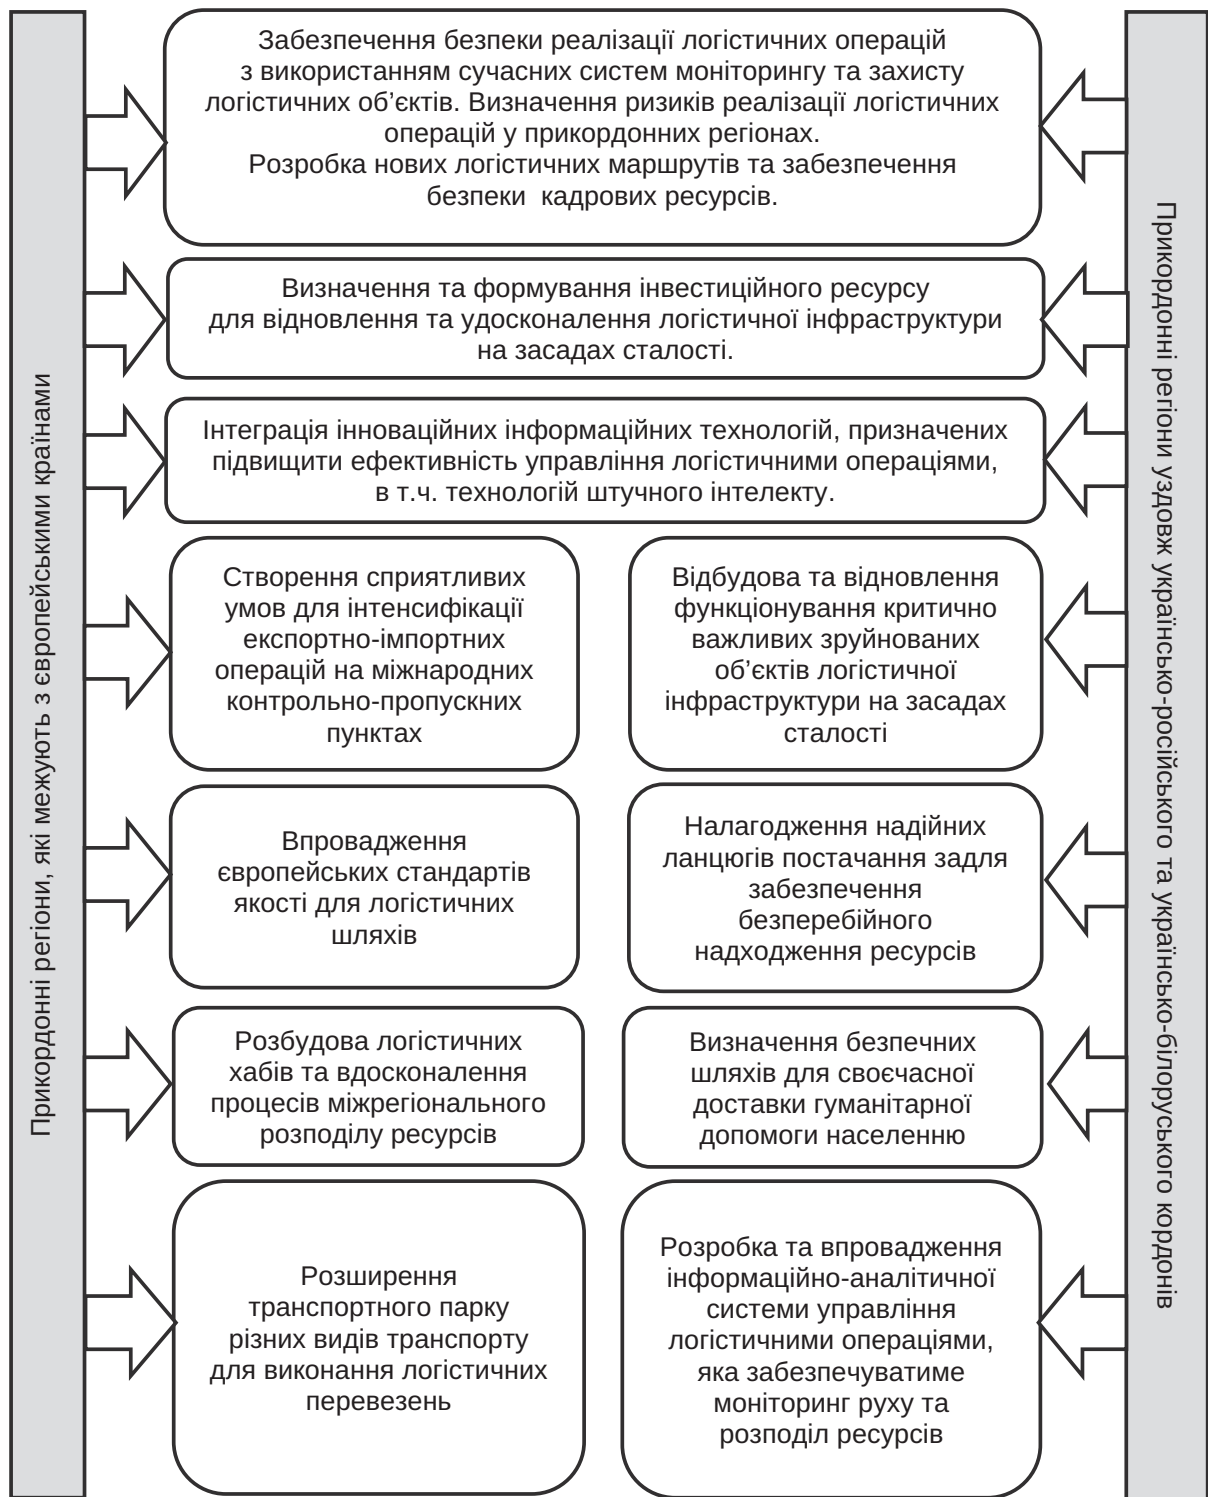 Прикордонні регіони, які межують з європейськими країнами
Забезпечення безпеки реалізації логістичних операцій
з використанням сучасних систем моніторингу та захисту
логістичних об’єктів. Визначення ризиків реалізації логістичних
операцій у прикордонних регіонах.
Розробка нових логістичних маршрутів та забезпечення
безпеки кадрових ресурсів.
Визначення та формування інвестиційного ресурсу
для відновлення та удосконалення логістичної інфраструктури
на засадах сталості.
Інтеграція інноваційних інформаційних технологій, призначених
підвищити ефективність управління логістичними операціями,
в т.ч. технологій штучного інтелекту.
Створення сприятливих
умов для інтенсифікації
експортно-імпортних
операцій на міжнародних
контрольно-пропускних
пунктах
Відбудова та відновлення
функціонування критично
важливих зруйнованих
об’єктів логістичної
інфраструктури на засадах
сталості
Впровадження
європейських стандартів
якості для логістичних
шляхів
Налагодження надійних
ланцюгів постачання задля
забезпечення
безперебійного
надходження ресурсів
Розбудова логістичних
хабів та вдосконалення
процесів міжрегіонального
розподілу ресурсів
Визначення безпечних
шляхів для своєчасної
доставки гуманітарної
допомоги населенню
Розширення
транспортного парку
різних видів транспорту
для виконання логістичних
перевезень
Розробка та впровадження
інформаційно-аналітичної
системи управління
логістичними операціями,
яка забезпечуватиме
моніторинг руху та
розподіл ресурсів
Прикордонні регіони уздовж українсько-російського та українсько-білоруського кордонів